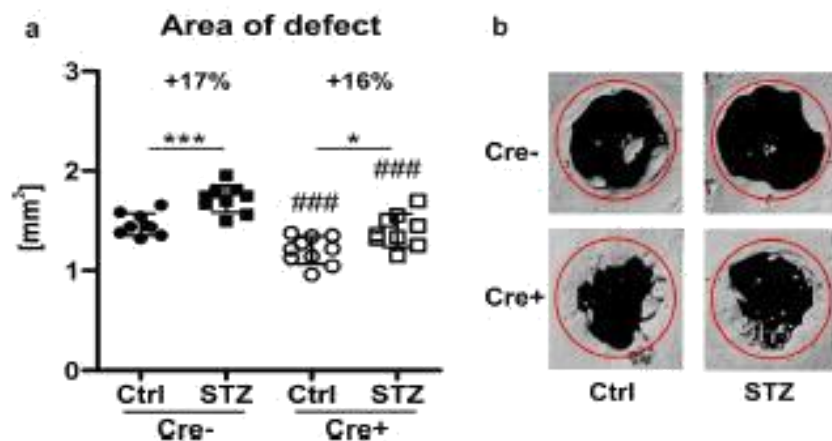 a
Area of defect
3
+17%
+16%
***
*
2
###
###
[mm²]
1
0
Ctrl
STZ
Ctrl
STZ
Cre-
Cre+
b
Cre-
Cre+
Ctrl
STZ